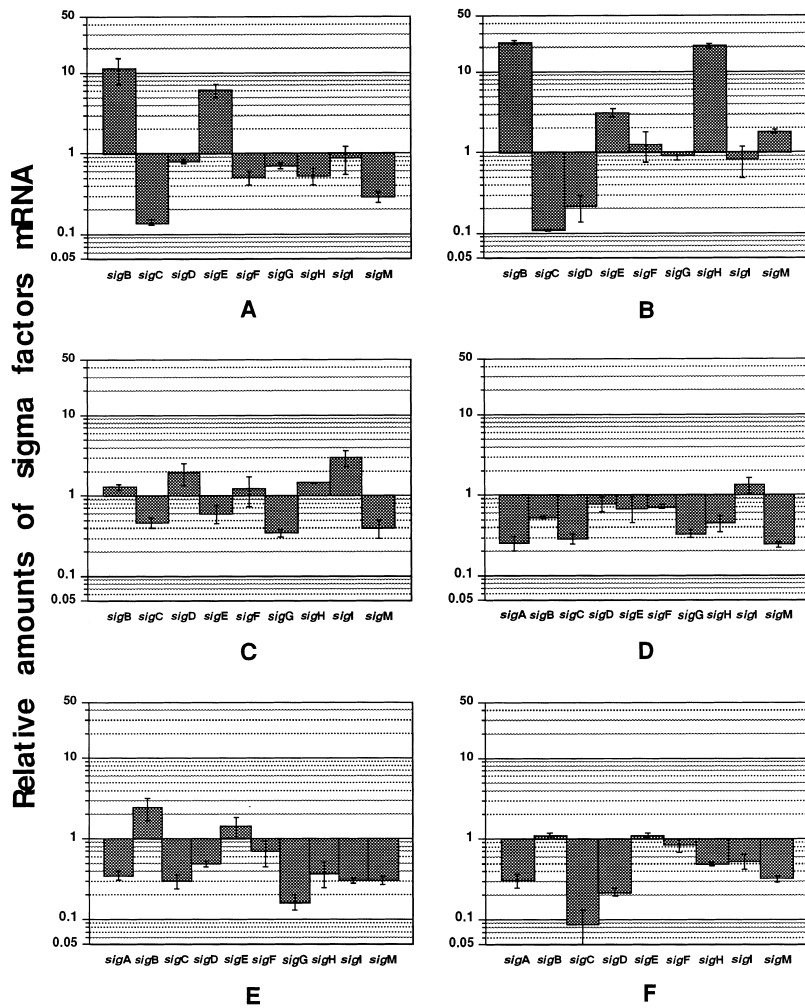 Relative amounts of sigma factors mRNA
50
10
1
0.1
0.05
sigB sigC sigD sigE sigF sigG sigH sigI sigM
A
50
10
1
0.1
0.05
sigB sigC sigD sigE sigF sigG sigH sigI sigM
B
50
10
1
0.1
0.05
sigB sigC sigD sigE sigF sigG sigH sigI sigM
C
50
10
1
0.1
0.05
sigA sigB sigC sigD sigE sigF sigG sigH sigI sigM
D
50
10
1
0.1
0.05
sigA sigB sigC sigD sigE sigF sigG sigH sigI sigM
E
50
10
1
0.1
0.05
sigA sigB sigC sigD sigE sigF sigG sigH sigI sigM
F